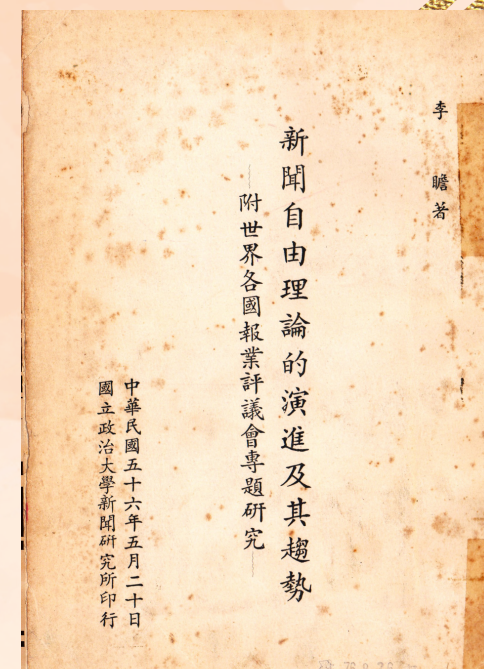 李瞻著
新聞自由理論的演進及其趨勢
—附世界各國報業評議會專題研究—
中華民國五十六年五月二十日
國立政治大學新聞研究所印行